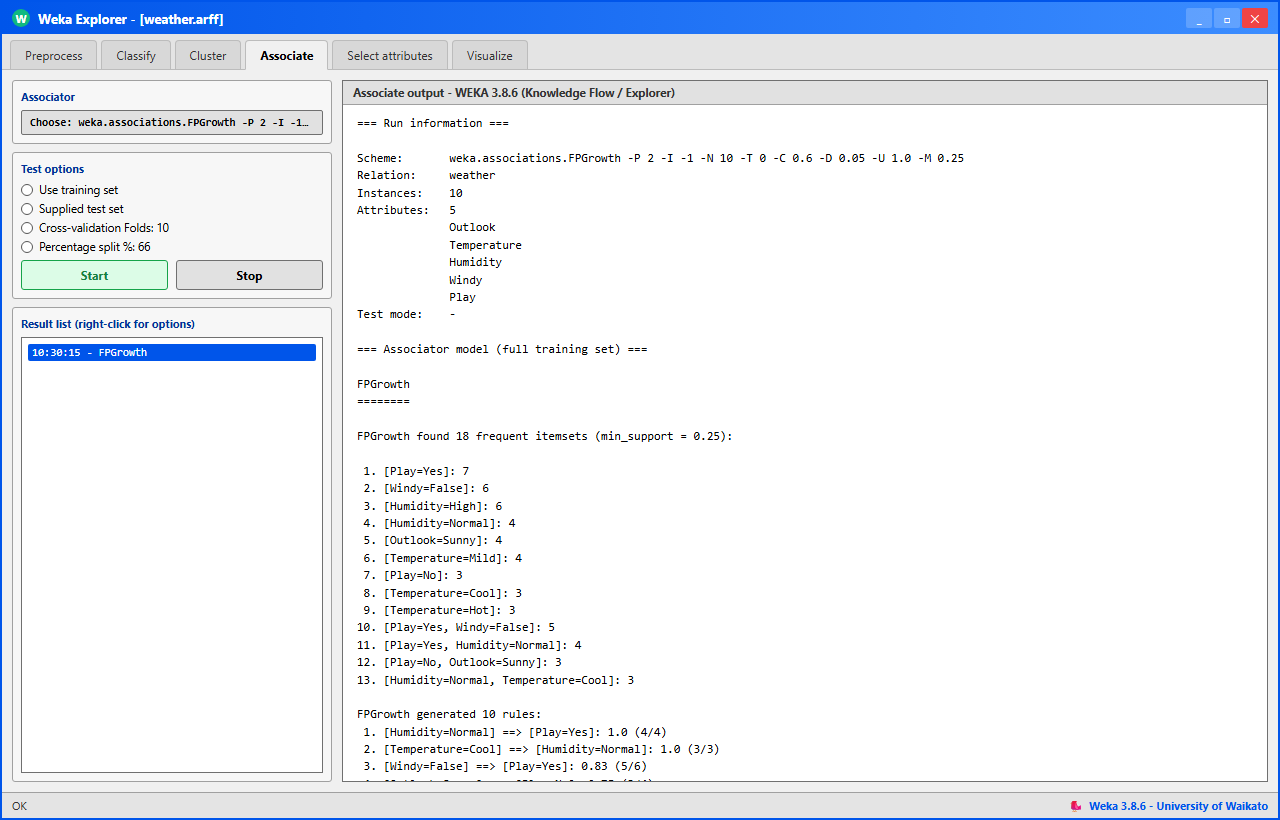 W Weka Explorer - [weather.arff]
Preprocess Classify Cluster Associate Select attributes Visualize
Associator
Choose: weka.associations.FPGrowth -P 2 -I -1…
Test options
Use training set
Supplied test set
Cross-validation Folds: 10
Percentage split %: 66
Start Stop
Result list (right-click for options)
10:30:15 - FPGrowth
Associate output - WEKA 3.8.6 (Knowledge Flow / Explorer)
=== Run information ===
Scheme: weka.associations.FPGrowth -P 2 -I -1 -N 10 -T 0 -C 0.6 -D 0.05 -U 1.0 -M 0.25
Relation: weather
Instances: 10
Attributes: 5
Outlook
Temperature
Humidity
Windy
Play
Test mode: -
=== Associator model (full training set) ===
FPGrowth
========
FPGrowth found 18 frequent itemsets (min_support = 0.25):
1. [Play=Yes]: 7
2. [Windy=False]: 6
3. [Humidity=High]: 6
4. [Humidity=Normal]: 4
5. [Outlook=Sunny]: 4
6. [Temperature=Mild]: 4
7. [Play=No]: 3
8. [Temperature=Cool]: 3
9. [Temperature=Hot]: 3
10. [Play=Yes, Windy=False]: 5
11. [Play=Yes, Humidity=Normal]: 4
12. [Play=No, Outlook=Sunny]: 3
13. [Humidity=Normal, Temperature=Cool]: 3
FPGrowth generated 10 rules:
1. [Humidity=Normal] ==> [Play=Yes]: 1.0 (4/4)
2. [Temperature=Cool] ==> [Humidity=Normal]: 1.0 (3/3)
3. [Windy=False] ==> [Play=Yes]: 0.83 (5/6)
OK
Weka 3.8.6 - University of Waikato